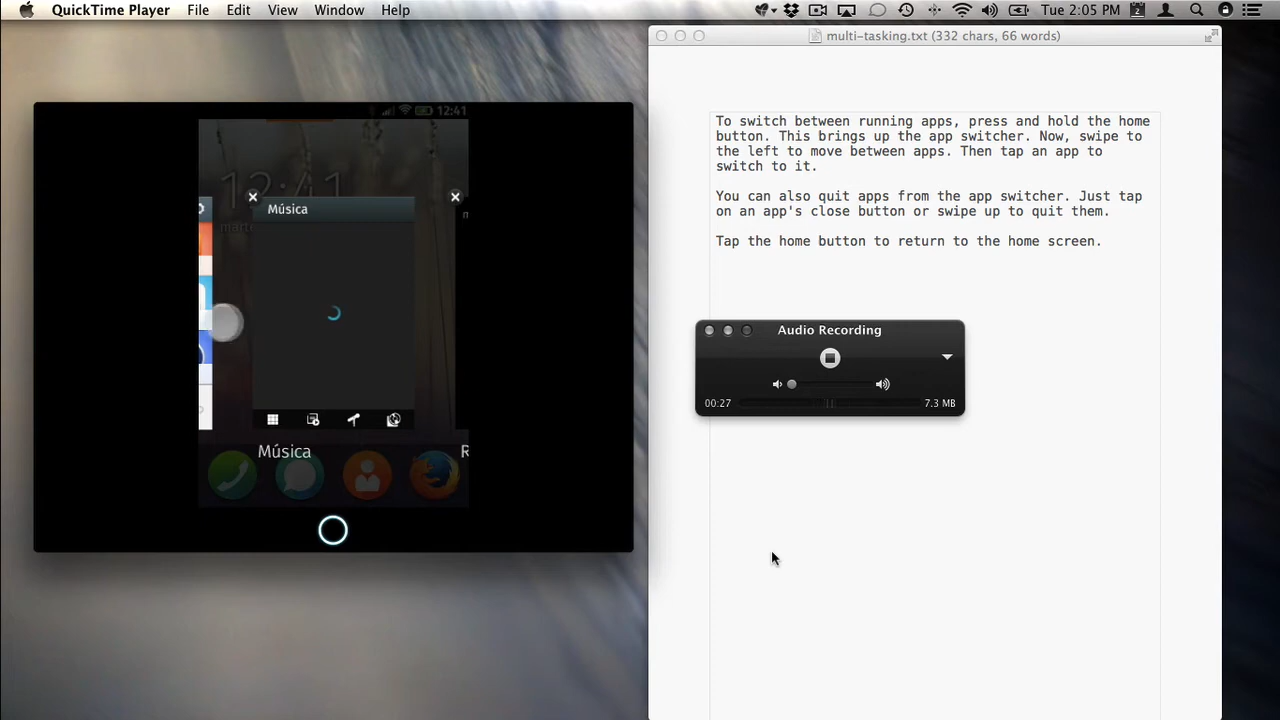 QuickTime Player File Edit View Window Help Tue 2:05 PM 2
multi-tasking.txt (332 chars, 66 words)
12:41
12:41
marte
Música
Música
R
To switch between running apps, press and hold the home
button. This brings up the app switcher. Now, swipe to
the left to move between apps. Then tap an app to
switch to it.
You can also quit apps from the app switcher. Just tap
on an app's close button or swipe up to quit them.
Tap the home button to return to the home screen.
Audio Recording
00:27
7.3 MB